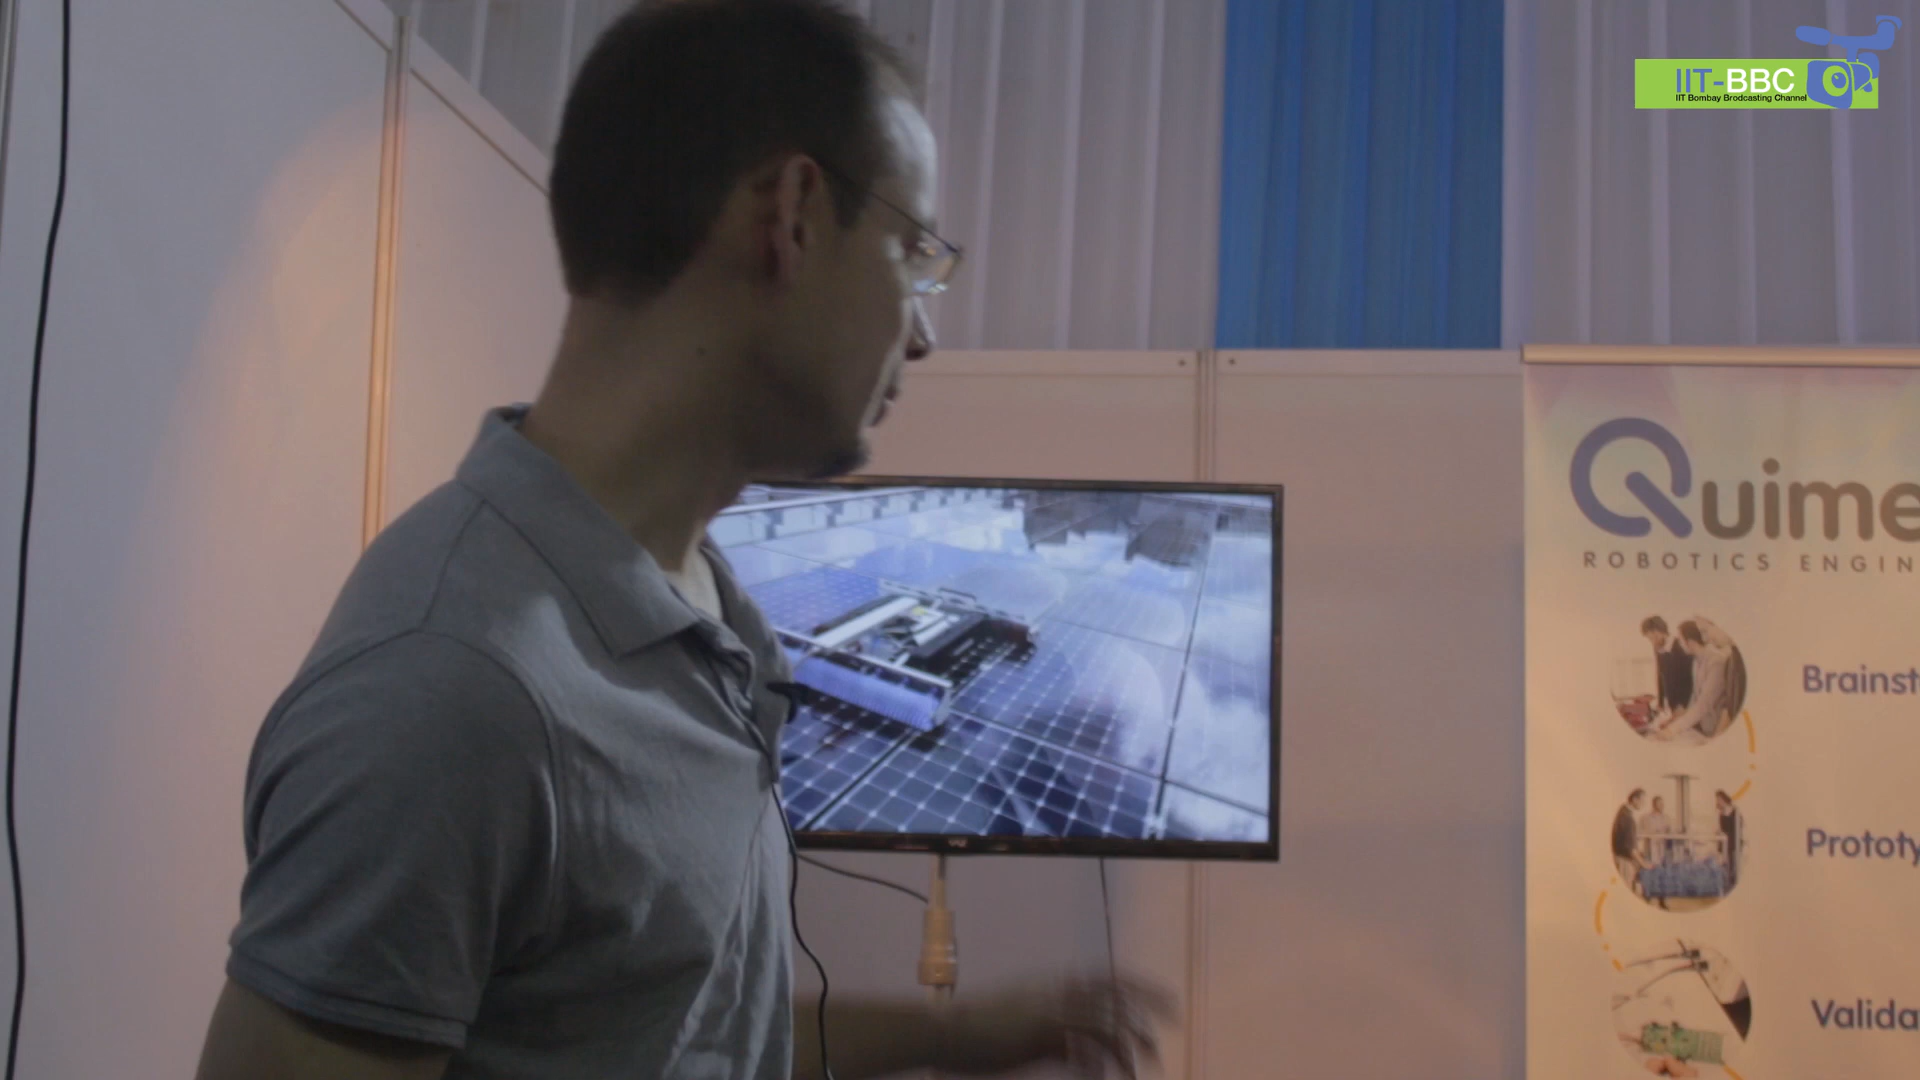 IIT-BBC
IIT Bombay Brodcasting Channel
Quime
ROBOTICS ENGIN
Brainst
Prototy
Valida